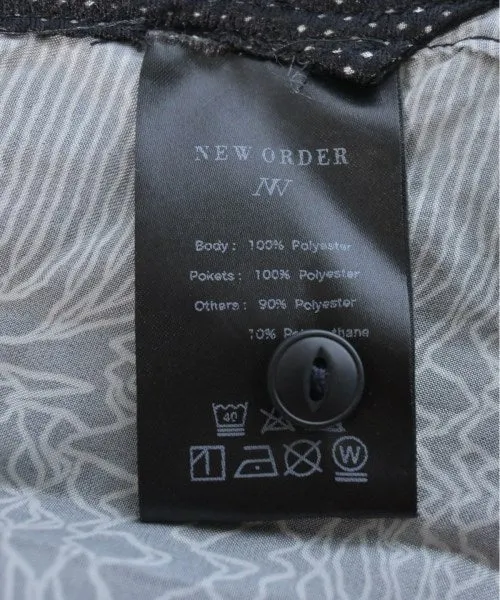 NEW ORDER
Body: 100% Polyester
Pokets: 100% Polyester
Others: 90% Polyester
10%
40
W